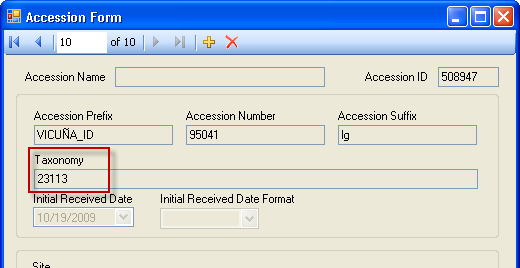 Accession Form
10 of 10
Accession Name Accession ID 508947
Accession Prefix Accession Number Accession Suffix
VICUÑA_ID 95041 lg
Taxonomy
23113
Initial Received Date Initial Received Date Format
10/19/2009
Site